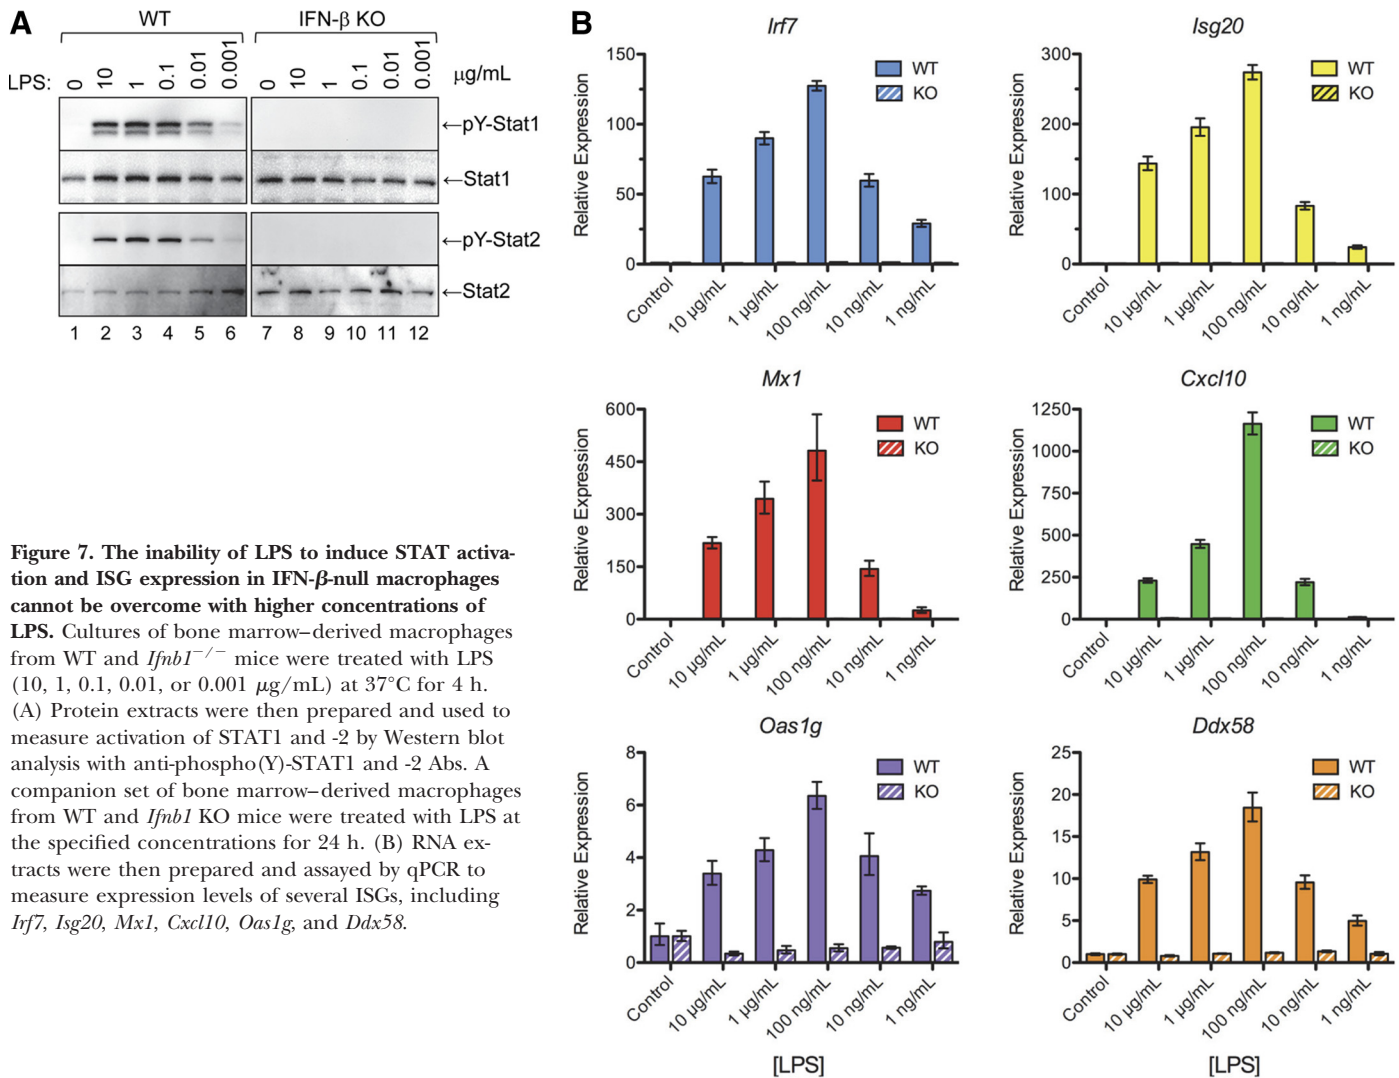 A
WT
IFN-β KO
LPS: 0 10 1 0.1 0.01 0.001 0 10 1 0.1 0.01 0.001 μg/mL
←pY-Stat1
←Stat1
←pY-Stat2
←Stat2
1 2 3 4 5 6 7 8 9 10 11 12
Figure 7. The inability of LPS to induce STAT activa-
tion and ISG expression in IFN-β-null macrophages
cannot be overcome with higher concentrations of
LPS. Cultures of bone marrow–derived macrophages
from WT and Ifnb1−/− mice were treated with LPS
(10, 1, 0.1, 0.01, or 0.001 μg/mL) at 37°C for 4 h.
(A) Protein extracts were then prepared and used to
measure activation of STAT1 and -2 by Western blot
analysis with anti-phospho(Y)-STAT1 and -2 Abs. A
companion set of bone marrow–derived macrophages
from WT and Ifnb1 KO mice were treated with LPS at
the specified concentrations for 24 h. (B) RNA ex-
tracts were then prepared and assayed by qPCR to
measure expression levels of several ISGs, including
Irf7, Isg20, Mx1, Cxcl10, Oas1g, and Ddx58.
B
Irf7
Relative Expression
150
100
50
0
WT
KO
Control 10 μg/mL 1 μg/mL 100 ng/mL 10 ng/mL 1 ng/mL
Isg20
Relative Expression
300
200
100
0
WT
KO
Control 10 μg/mL 1 μg/mL 100 ng/mL 10 ng/mL 1 ng/mL
Mx1
Relative Expression
600
450
300
150
0
WT
KO
Control 10 μg/mL 1 μg/mL 100 ng/mL 10 ng/mL 1 ng/mL
Cxcl10
Relative Expression
1250
1000
750
500
250
0
WT
KO
Control 10 μg/mL 1 μg/mL 100 ng/mL 10 ng/mL 1 ng/mL
Oas1g
Relative Expression
8
6
4
2
0
WT
KO
Control 10 μg/mL 1 μg/mL 100 ng/mL 10 ng/mL 1 ng/mL
[LPS]
Ddx58
Relative Expression
25
20
15
10
5
0
WT
KO
Control 10 μg/mL 1 μg/mL 100 ng/mL 10 ng/mL 1 ng/mL
[LPS]